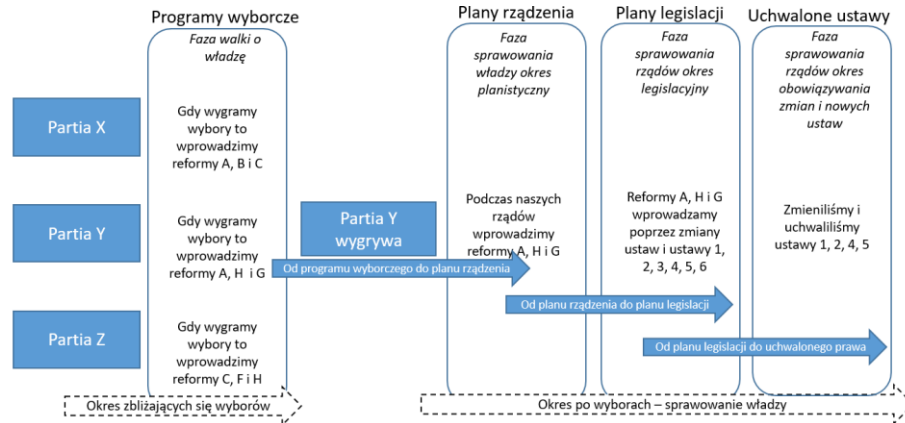 Programy wyborcze
Plany rządzenia
Plany legislacji
Uchwalone ustawy
Faza walki o
władzę
Faza
sprawowania
władzy okres
planistyczny
Faza
sprawowania
rządów okres
legislacyjny
Faza
sprawowania
rządów okres
obowiązywania
zmian i nowych
ustaw
Partia X
Gdy wygramy
wybory to
wprowadzimy
reformy A, B i C
Partia Y
Gdy wygramy
wybory to
wprowadzimy
reformy A, H i G
Partia Y
wygrywa
Podczas naszych
rządów
wprowadzimy
reformy A, H i G
Reformy A, H i G
wprowadzamy
poprzez zmiany
ustaw i ustawy 1,
2, 3, 4, 5, 6
Zmieniliśmy i
uchwaliliśmy
ustawy 1, 2, 4, 5
Od programu wyborczego do planu rządzenia
Od planu rządzenia do planu legislacji
Od planu legislacji do uchwalonego prawa
Partia Z
Gdy wygramy
wybory to
wprowadzimy
reformy C, F i H
Okres zbliżających się wyborów
Okres po wyborach – sprawowanie władzy